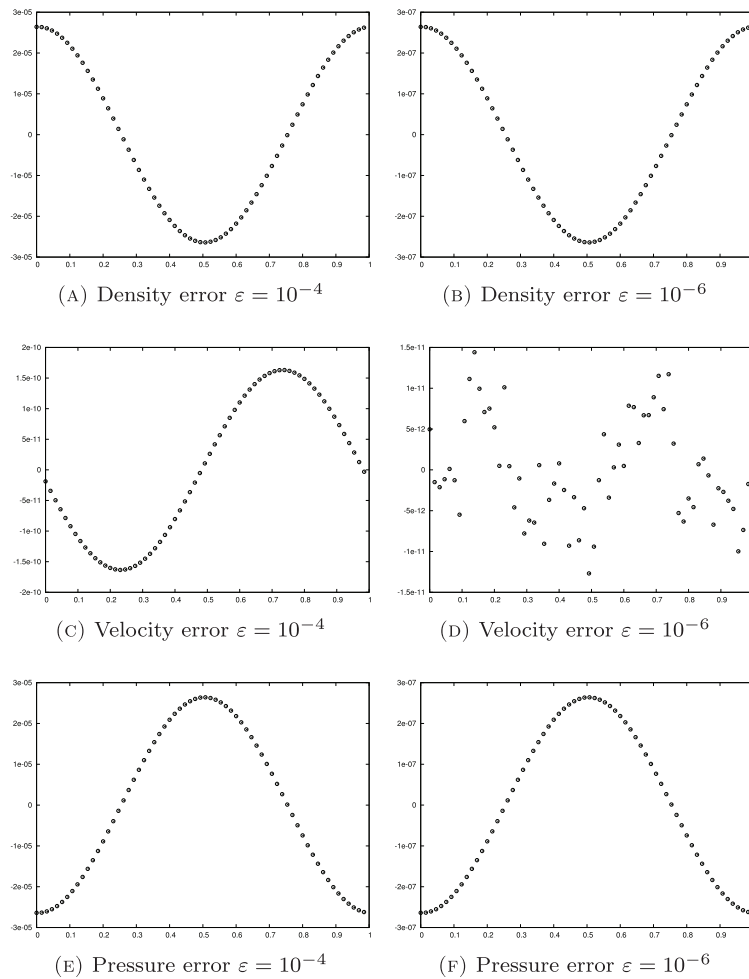 3e-05
2e-05
1e-05
0
-1e-05
-2e-05
-3e-05
0 0.1 0.2 0.3 0.4 0.5 0.6 0.7 0.8 0.9 1
(A) Density error ε = 10⁻⁴
3e-07
2e-07
1e-07
0
-1e-07
-2e-07
-3e-07
0 0.1 0.2 0.3 0.4 0.5 0.6 0.7 0.8 0.9
(B) Density error ε = 10⁻⁶
2e-10
1.5e-10
1e-10
5e-11
0
-5e-11
-1e-10
-1.5e-10
-2e-10
0 0.1 0.2 0.3 0.4 0.5 0.6 0.7 0.8 0.9 1
(C) Velocity error ε = 10⁻⁴
1.5e-11
1e-11
5e-12
0
-5e-12
-1e-11
-1.5e-11
0 0.1 0.2 0.3 0.4 0.5 0.6 0.7 0.8 0.9
(D) Velocity error ε = 10⁻⁶
3e-05
2e-05
1e-05
0
-1e-05
-2e-05
-3e-05
0 0.1 0.2 0.3 0.4 0.5 0.6 0.7 0.8 0.9 1
(E) Pressure error ε = 10⁻⁴
3e-07
2e-07
1e-07
0
-1e-07
-2e-07
-3e-07
0 0.1 0.2 0.3 0.4 0.5 0.6 0.7 0.8 0.9
(F) Pressure error ε = 10⁻⁶